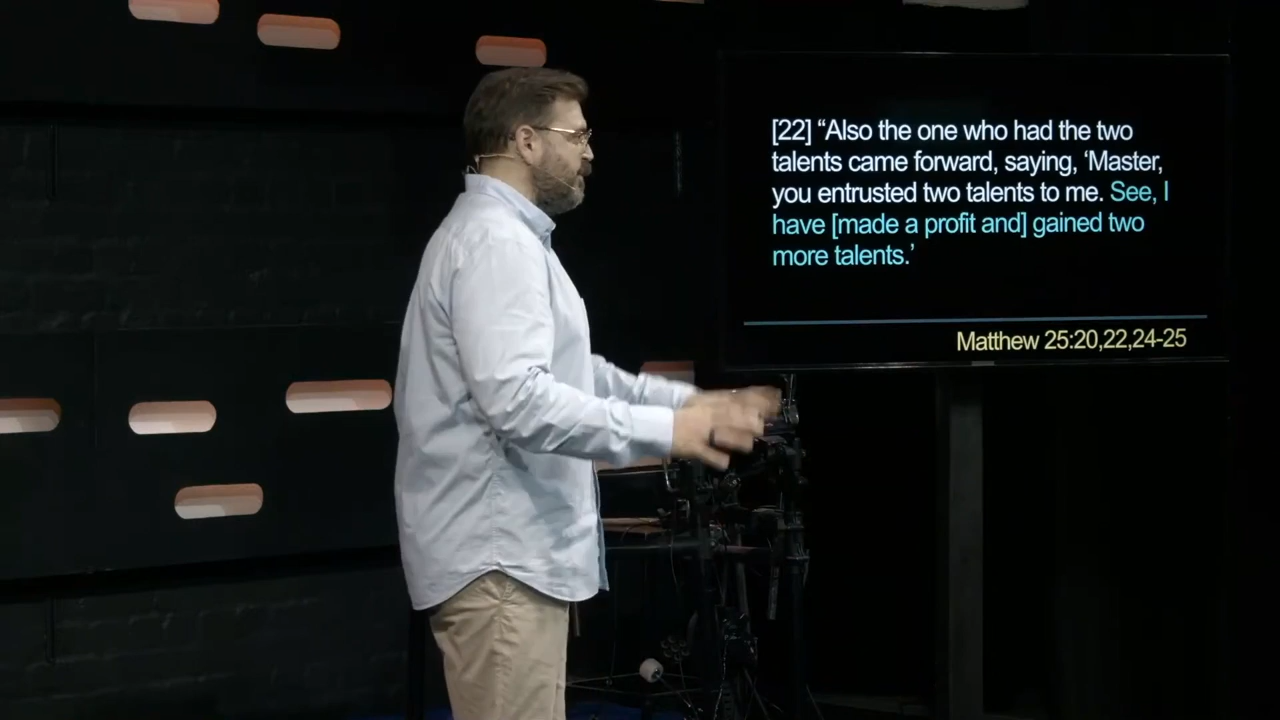 [22] “Also the one who had the two
talents came forward, saying, ‘Master,
you entrusted two talents to me. See, I
have [made a profit and] gained two
more talents.’
Matthew 25:20,22,24-25